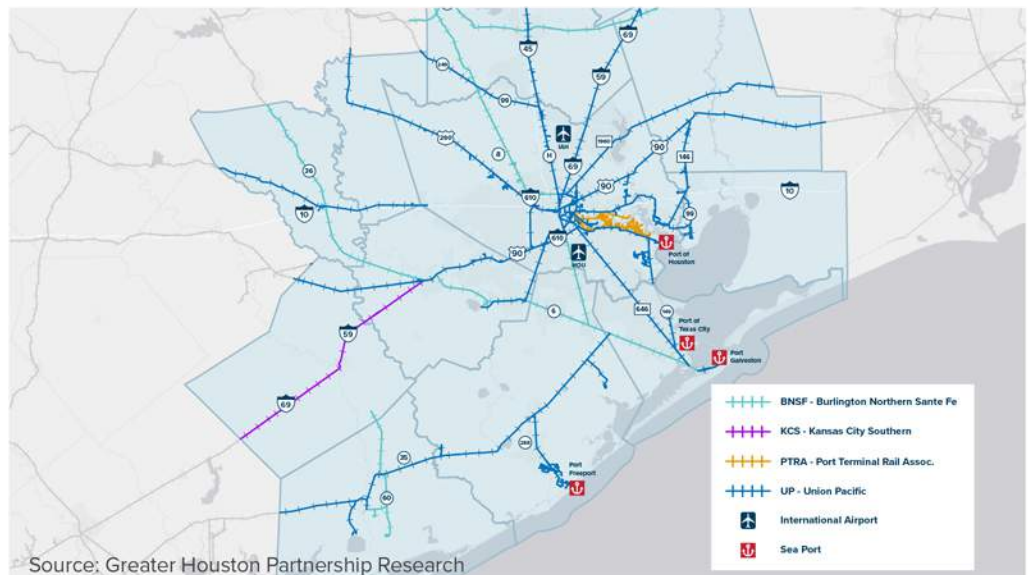 45
69
249
99
59
290
8
IAH
H
69
1960
90
146
36
10
610
90
99
10
610
HOU
Port of
Houston
90
6
646
146
Port of
Texas City
Port
Galveston
59
69
35
288
Port
Freeport
60
BNSF - Burlington Northern Sante Fe
KCS - Kansas City Southern
PTRA - Port Terminal Rail Assoc.
UP - Union Pacific
International Airport
Sea Port
Source: Greater Houston Partnership Research